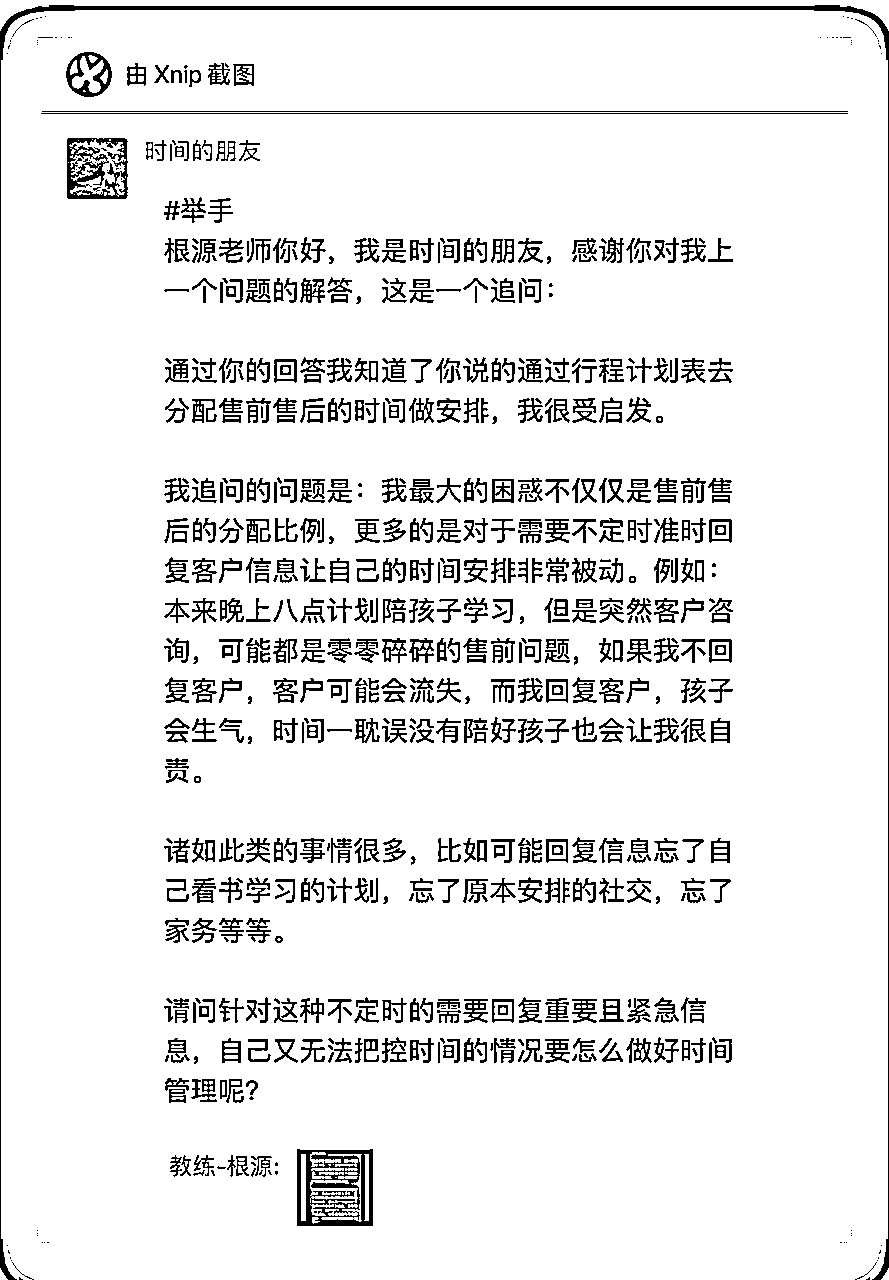 由 Xnip 截图
时间的朋友
#举手
根源老师你好，我是时间的朋友，感谢你对我上
一个问题的解答，这是一个追问：
通过你的回答我知道了你说的通过行程计划表去
分配售前售后的时间做安排，我很受启发。
我追问的问题是：我最大的困惑不仅仅是售前售
后的分配比例，更多的是对于需要不定时准时回
复客户信息让自己的时间安排非常被动。例如：
本来晚上八点计划陪孩子学习，但是突然客户咨
询，可能都是零零碎碎的售前问题，如果我不回
复客户，客户可能会流失，而我回复客户，孩子
会生气，时间一耽误没有陪好孩子也会让我很自
责。
诸如此类的事情很多，比如可能回复信息忘了自
己看书学习的计划，忘了原本安排的社交，忘了
家务等等。
请问针对这种不定时的需要回复重要且紧急信
息，自己又无法把控时间的情况要怎么做好时间
管理呢？
教练-根源: